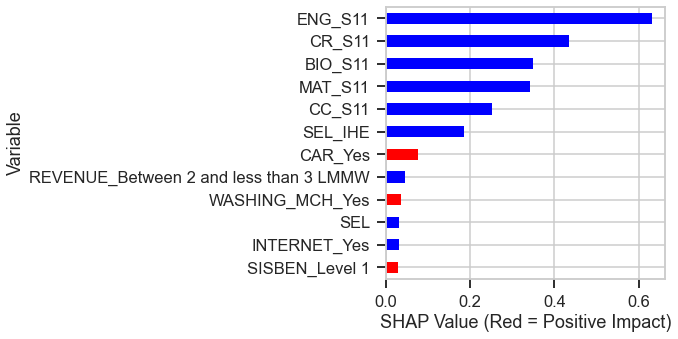 ENG_S11
CR_S11
BIO_S11
MAT_S11
CC_S11
SEL_IHE
CAR_Yes
REVENUE_Between 2 and less than 3 LMMW
WASHING_MCH_Yes
SEL
INTERNET_Yes
SISBEN_Level 1
Variable
0.0 0.2 0.4 0.6
SHAP Value (Red = Positive Impact)